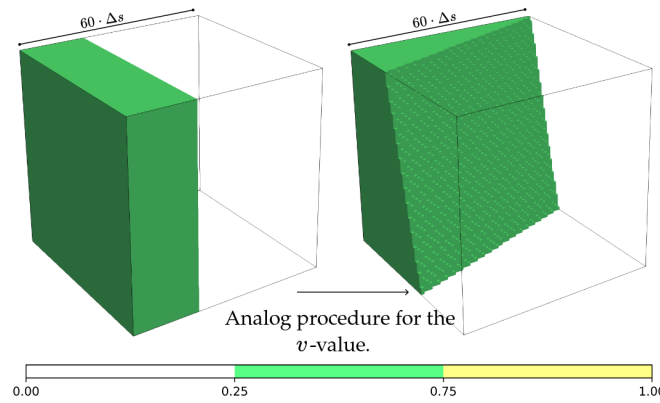 60 · Δs
60 · Δs
Analog procedure for the
v-value.
0.00
0.25
0.75
1.00